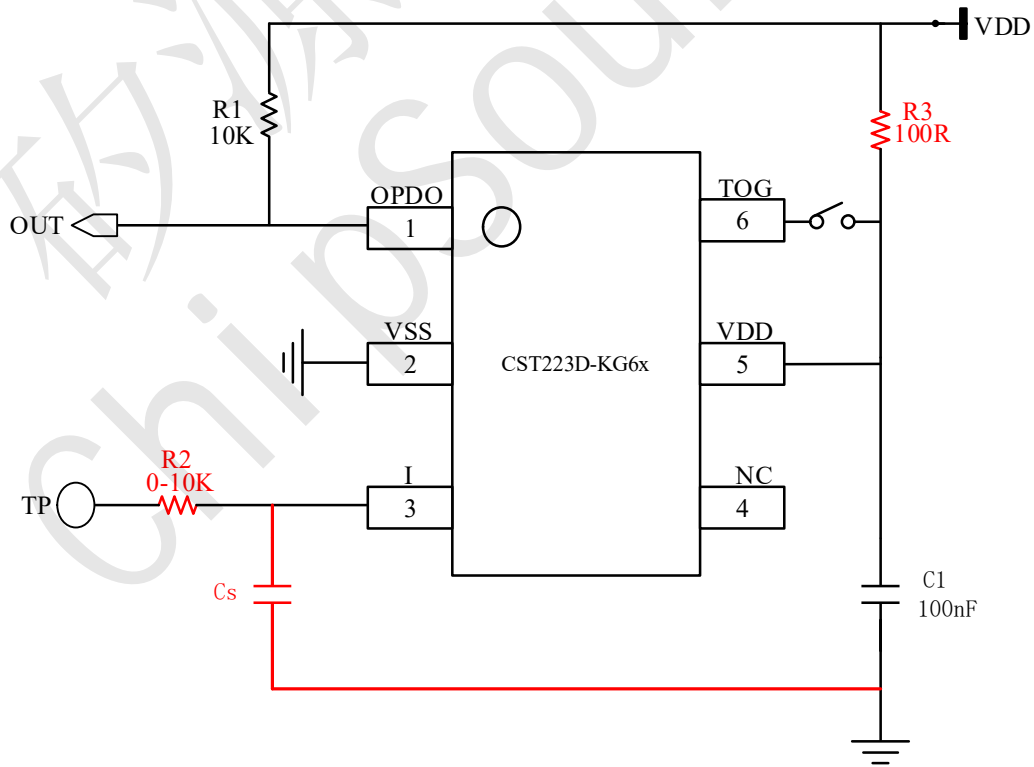 VDD
R1
10K
R3
100R
OPDO
TOG
OUT
1
6
VSS
VDD
2
CST223D-KG6x
5
R2
0-10K
I
NC
TP
3
4
Cs
C1
100nF